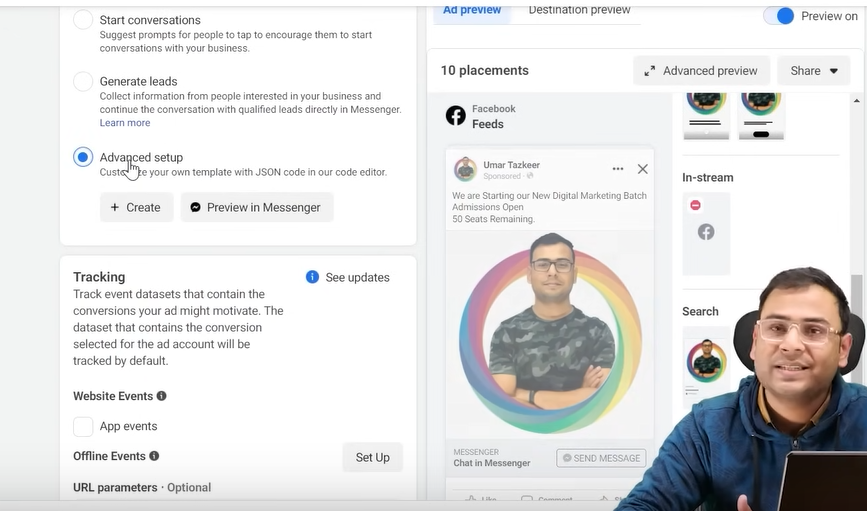 Start conversations
Suggest prompts for people to tap to encourage them to start
conversations with your business.
Generate leads
Collect information from people interested in your business and
continue the conversation with qualified leads directly in Messenger.
Learn more
Advanced setup
Customize your own template with JSON code in our code editor.
+ Create
Preview in Messenger
Tracking
See updates
Track event datasets that contain the
conversions your ad might motivate. The
dataset that contains the conversion
selected for the ad account will be
tracked by default.
Website Events
App events
Offline Events
Set Up
URL parameters · Optional
Ad preview
Destination preview
Preview on
10 placements
Advanced preview
Share
Facebook
Feeds
Umar Tazkeer
Sponsored ·
We are Starting our New Digital Marketing Batch
Admissions Open
50 Seats Remaining.
MESSENGER
Chat in Messenger
SEND MESSAGE
Like
Comment
In-stream
Search